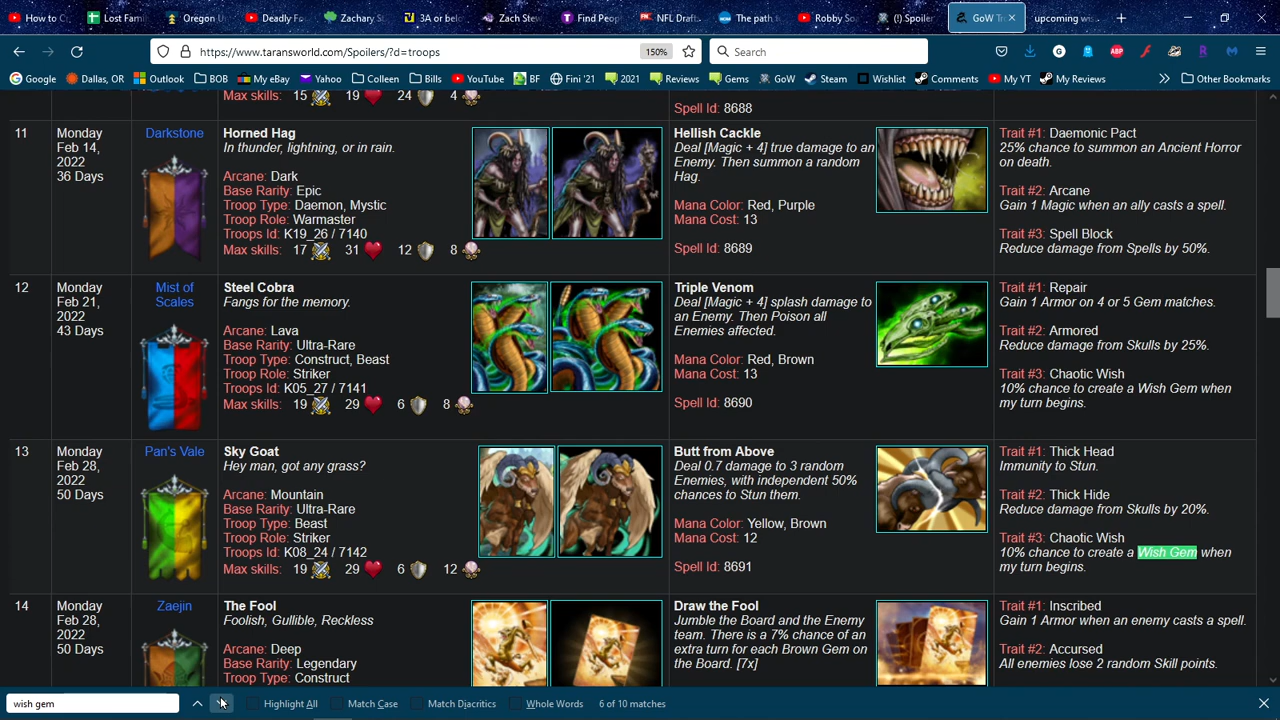 How to C
Lost Fami
Oregon U
Deadly Fo
Zachary S
3A or belo
Zach Stew
Find Peop
NFL Draft
The path t
Robby So
(!) Spoiler
GoW Tr
upcoming wis
https://www.taransworld.com/Spoilers/?d=troops
150%
Search
Google
Dallas, OR
Outlook
BOB
My eBay
Yahoo
Colleen
Bills
YouTube
BF
Fini '21
2021
Reviews
Gems
GoW
Steam
Wishlist
Comments
My YT
My Reviews
Other Bookmarks
Max skills: 15 19 24 4
Spell Id: 8688
11
Monday
Feb 14,
2022
36 Days
Darkstone
Horned Hag
In thunder, lightning, or in rain.
Arcane: Dark
Base Rarity: Epic
Troop Type: Daemon, Mystic
Troop Role: Warmaster
Troops Id: K19_26 / 7140
Max skills: 17 31 12 8
Hellish Cackle
Deal [Magic + 4] true damage to an
Enemy. Then summon a random
Hag.
Mana Color: Red, Purple
Mana Cost: 13
Spell Id: 8689
Trait #1: Daemonic Pact
25% chance to summon an Ancient Horror
on death.
Trait #2: Arcane
Gain 1 Magic when an ally casts a spell.
Trait #3: Spell Block
Reduce damage from Spells by 50%.
12
Monday
Feb 21,
2022
43 Days
Mist of
Scales
Steel Cobra
Fangs for the memory.
Arcane: Lava
Base Rarity: Ultra-Rare
Troop Type: Construct, Beast
Troop Role: Striker
Troops Id: K05_27 / 7141
Max skills: 19 29 6 8
Triple Venom
Deal [Magic + 4] splash damage to
an Enemy. Then Poison all
Enemies affected.
Mana Color: Red, Brown
Mana Cost: 13
Spell Id: 8690
Trait #1: Repair
Gain 1 Armor on 4 or 5 Gem matches.
Trait #2: Armored
Reduce damage from Skulls by 25%.
Trait #3: Chaotic Wish
10% chance to create a Wish Gem when
my turn begins.
13
Monday
Feb 28,
2022
50 Days
Pan's Vale
Sky Goat
Hey man, got any grass?
Arcane: Mountain
Base Rarity: Ultra-Rare
Troop Type: Beast
Troop Role: Striker
Troops Id: K08_24 / 7142
Max skills: 19 29 6 12
Butt from Above
Deal 0.7 damage to 3 random
Enemies, with independent 50%
chances to Stun them.
Mana Color: Yellow, Brown
Mana Cost: 12
Spell Id: 8691
Trait #1: Thick Head
Immunity to Stun.
Trait #2: Thick Hide
Reduce damage from Skulls by 20%.
Trait #3: Chaotic Wish
10% chance to create a Wish Gem when
my turn begins.
14
Monday
Feb 28,
2022
50 Days
Zaejin
The Fool
Foolish, Gullible, Reckless
Arcane: Deep
Base Rarity: Legendary
Troop Type: Construct
Draw the Fool
Jumble the Board and the Enemy
team. There is a 7% chance of an
extra turn for each Brown Gem on
the Board. [7x]
Trait #1: Inscribed
Gain 1 Armor when an enemy casts a spell.
Trait #2: Accursed
All enemies lose 2 random Skill points.
wish gem
Highlight All
Match Case
Match Diacritics
Whole Words
6 of 10 matches